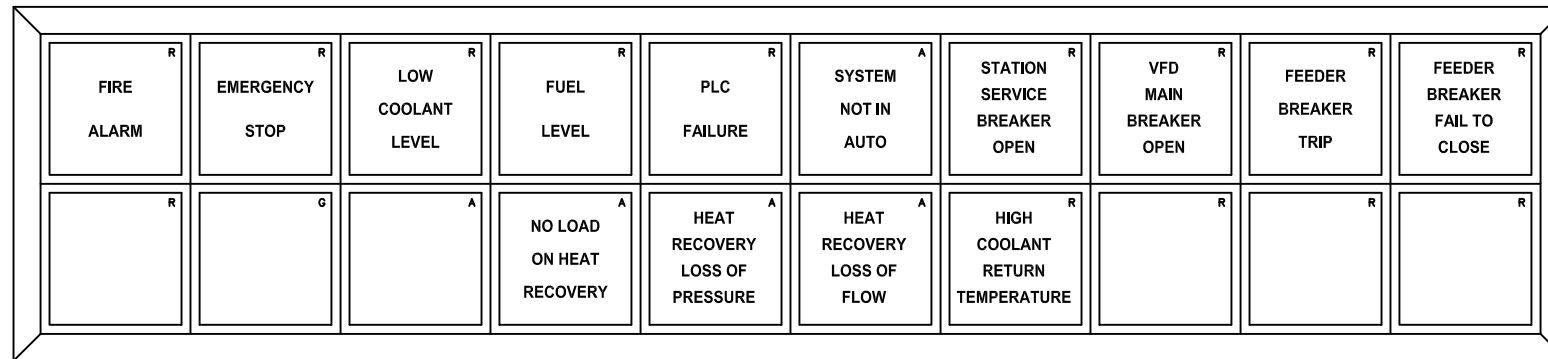 R
FIRE
ALARM
R
EMERGENCY
STOP
R
LOW
COOLANT
LEVEL
R
FUEL
LEVEL
R
PLC
FAILURE
A
SYSTEM
NOT IN
AUTO
R
STATION
SERVICE
BREAKER
OPEN
R
VFD
MAIN
BREAKER
OPEN
R
FEEDER
BREAKER
TRIP
R
FEEDER
BREAKER
FAIL TO
CLOSE
R
G
A
A
NO LOAD
ON HEAT
RECOVERY
A
HEAT
RECOVERY
LOSS OF
PRESSURE
A
HEAT
RECOVERY
LOSS OF
FLOW
R
HIGH
COOLANT
RETURN
TEMPERATURE
R
R
R